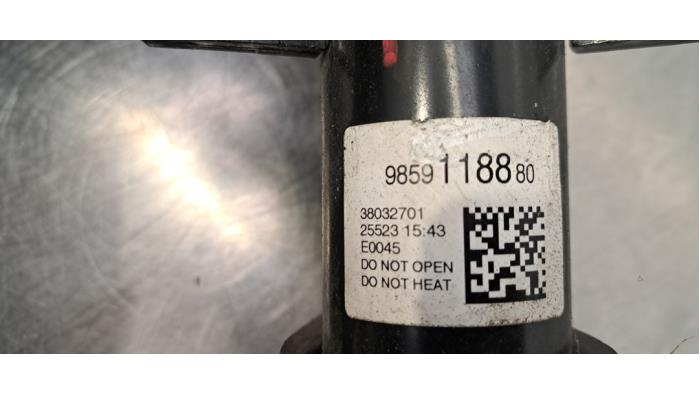 9859118880
38032701
25523 15:43
E0045
DO NOT OPEN
DO NOT HEAT